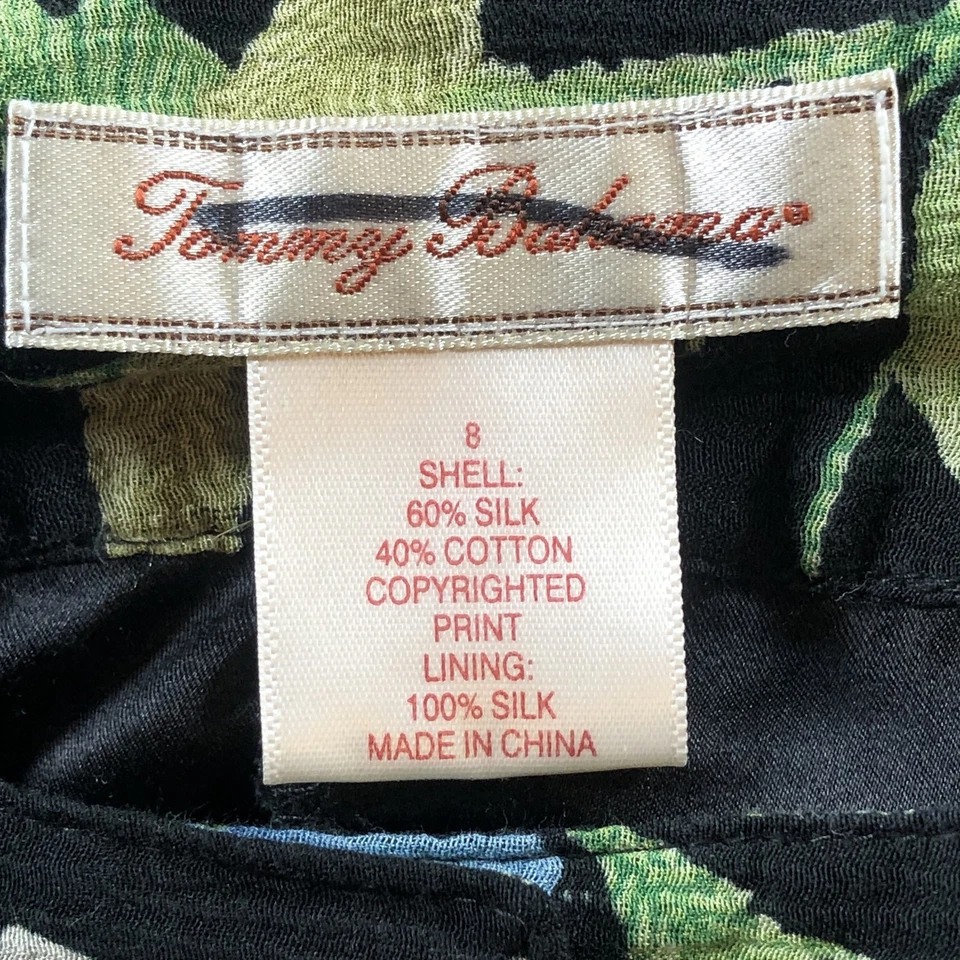 Tommy Bahama®
8
SHELL:
60% SILK
40% COTTON
COPYRIGHTED
PRINT
LINING:
100% SILK
MADE IN CHINA